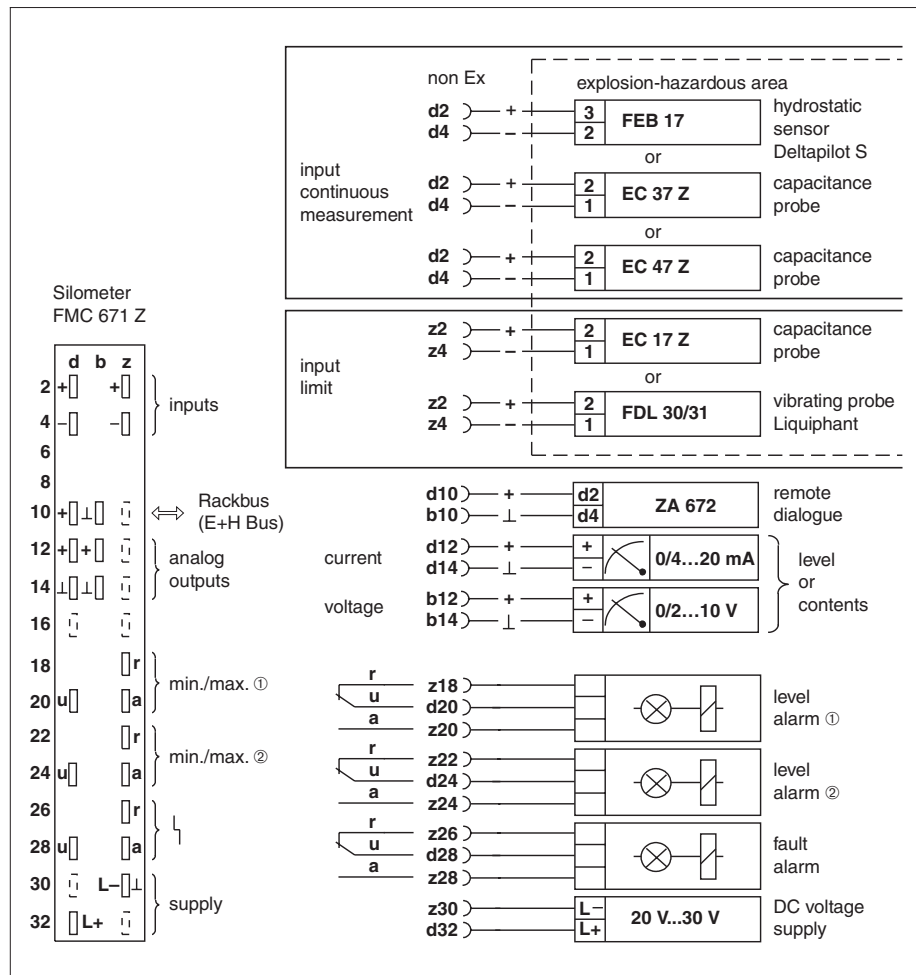 non Ex
explosion-hazardous area
input
continuous
measurement
d2 + 3 FEB 17
d4 – 2
hydrostatic
sensor
Deltapilot S
or
d2 + 2 EC 37 Z
d4 – 1
capacitance
probe
or
d2 + 2 EC 47 Z
d4 – 1
capacitance
probe
input
limit
z2 + 2 EC 17 Z
z4 – 1
capacitance
probe
or
z2 + 2 FDL 30/31
z4 – 1
vibrating probe
Liquiphant
Silometer
FMC 671 Z
d b z
2 + +
4 – –
inputs
6
8
10 + ⊥
Rackbus
(E+H Bus)
12 + +
14 ⊥ ⊥
analog
outputs
16
18 r
20 u a
min./max. ①
22 r
24 u a
min./max. ②
26 r
28 u a
30 L– ⊥
32 L+
supply
d10 + d2 ZA 672
b10 ⊥ d4
remote
dialogue
current
d12 + + 0/4...20 mA
d14 ⊥ –
voltage
b12 + + 0/2...10 V
b14 ⊥ –
level
or
contents
r z18
u d20
a z20
level
alarm ①
r z22
u d24
a z24
level
alarm ②
r z26
u d28
a z28
fault
alarm
z30 L– 20 V...30 V
d32 L+
DC voltage
supply